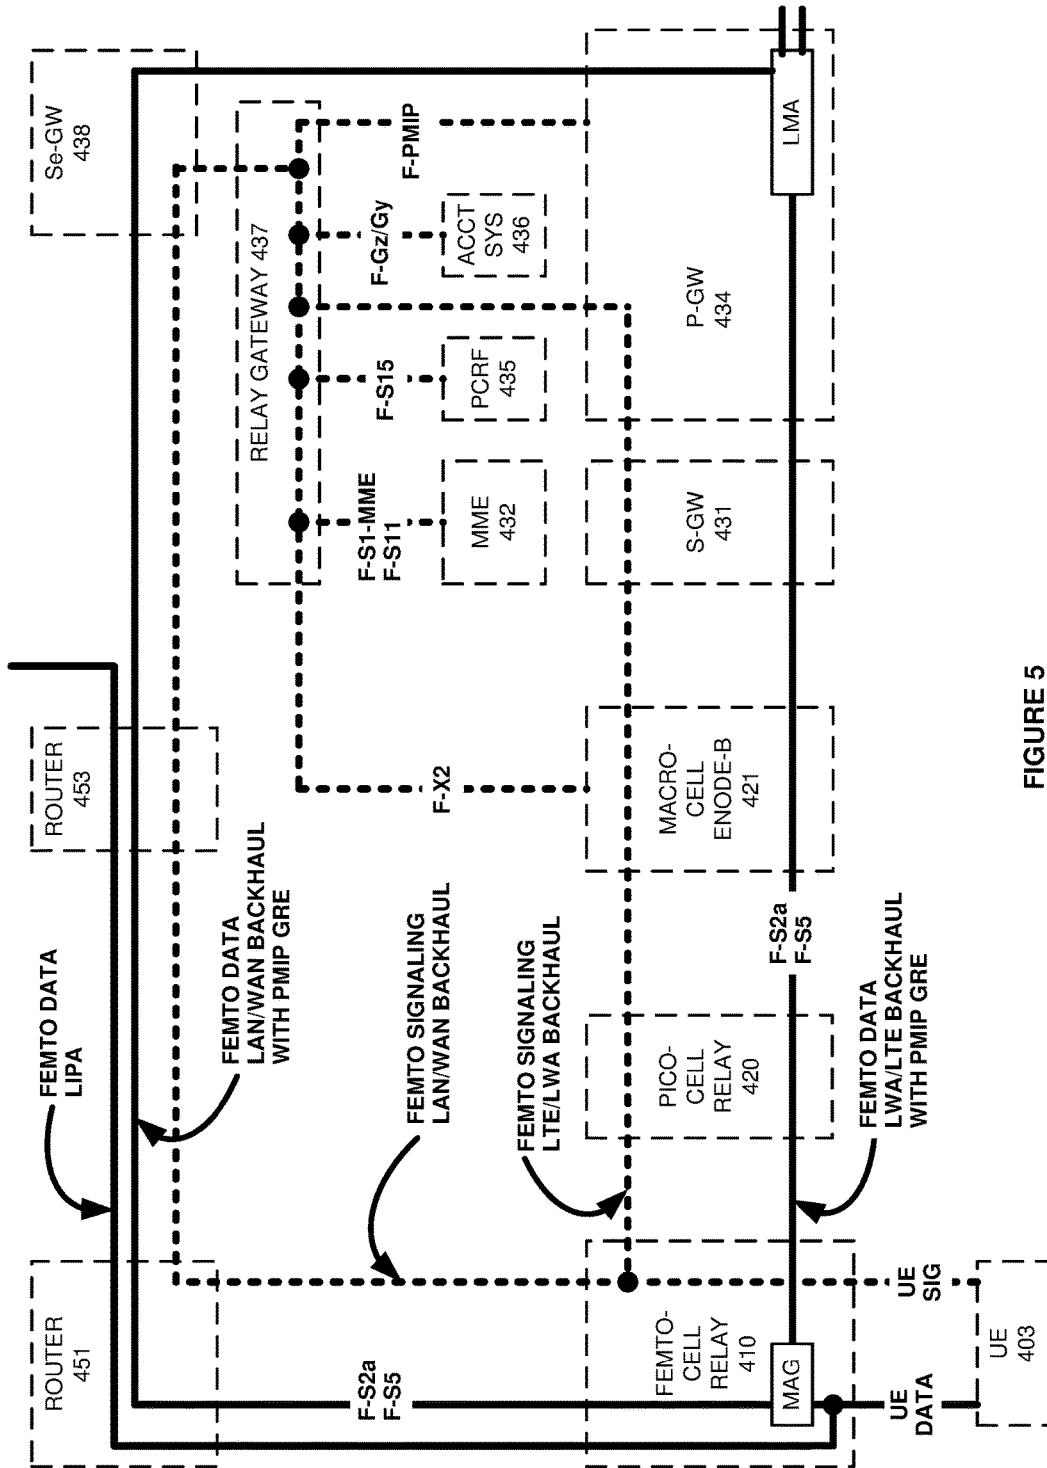 ROUTER
451
ROUTER
453
Se-GW
438
FEMTO DATA
LIPA
FEMTO DATA
LAN/WAN BACKHAUL
WITH PMIP GRE
RELAY GATEWAY 437
F-S2a
F-S5
FEMTO SIGNALING
LAN/WAN BACKHAUL
F-X2
F-S1-MME
F-S11
F-S15
F-Gz/Gy
F-PMIP
MME
432
PCRF
435
ACCT
SYS
436
FEMTO SIGNALING
LTE/LWA BACKHAUL
FEMTO-
CELL
RELAY
410
PICO-
CELL
RELAY
420
MACRO-
CELL
ENODE-B
421
S-GW
431
P-GW
434
MAG
F-S2a
F-S5
LMA
FEMTO DATA
LWA/LTE BACKHAUL
WITH PMIP GRE
UE
DATA
UE
SIG
UE
403
FIGURE 5